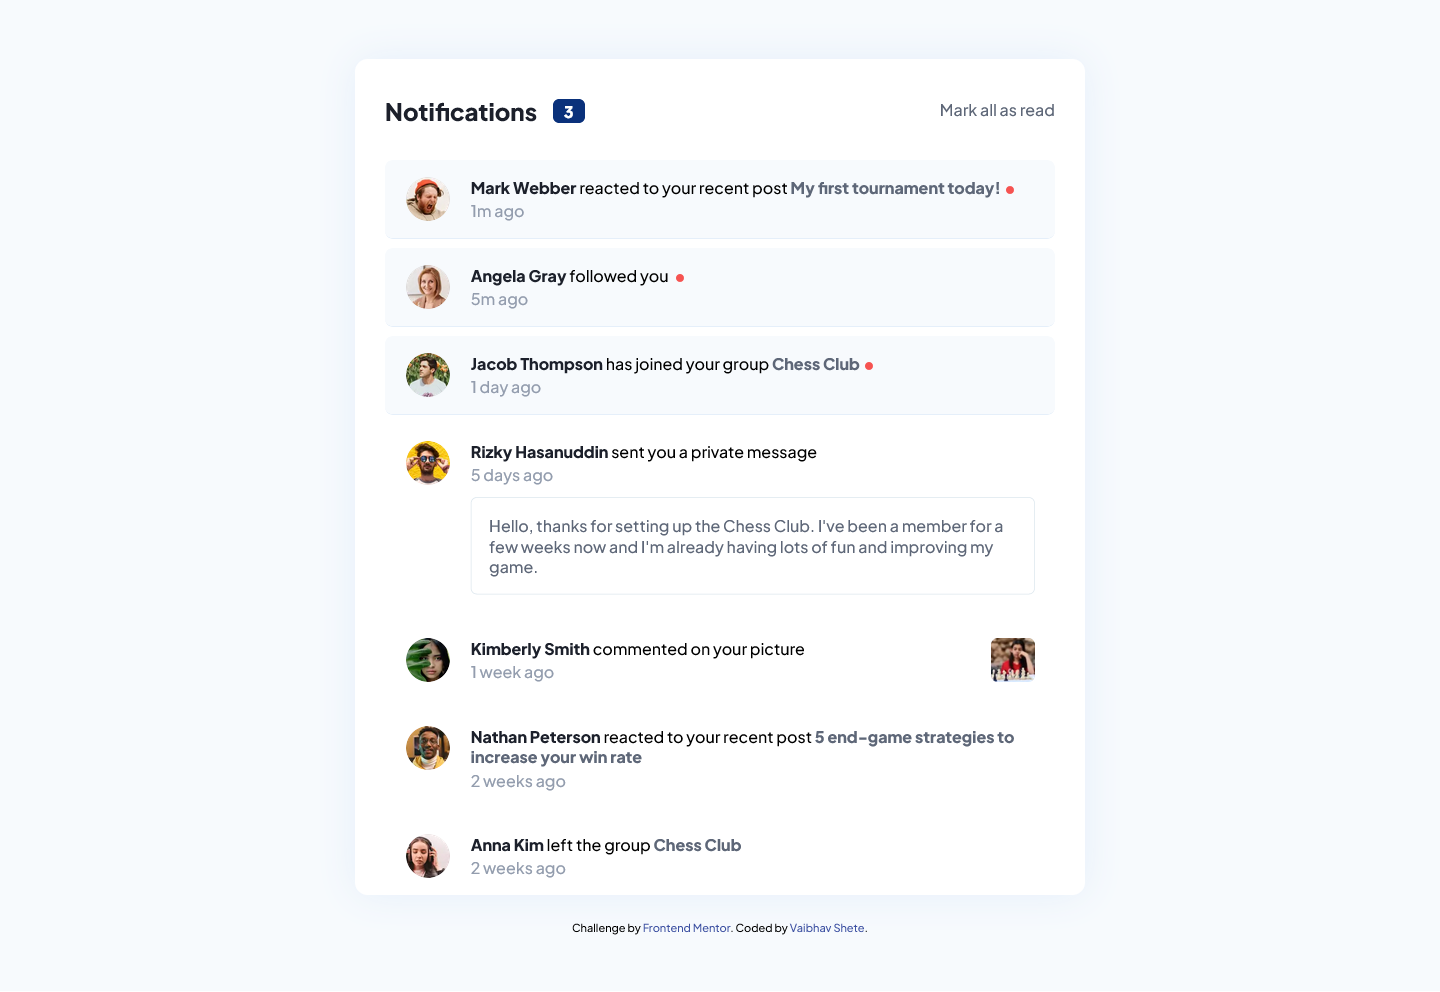 Notifications 3 Mark all as read
Mark Webber reacted to your recent post My first tournament today!
1m ago
Angela Gray followed you
5m ago
Jacob Thompson has joined your group Chess Club
1 day ago
Rizky Hasanuddin sent you a private message
5 days ago
Hello, thanks for setting up the Chess Club. I've been a member for a
few weeks now and I'm already having lots of fun and improving my
game.
Kimberly Smith commented on your picture
1 week ago
Nathan Peterson reacted to your recent post 5 end-game strategies to
increase your win rate
2 weeks ago
Anna Kim left the group Chess Club
2 weeks ago
Challenge by Frontend Mentor. Coded by Vaibhav Shete.